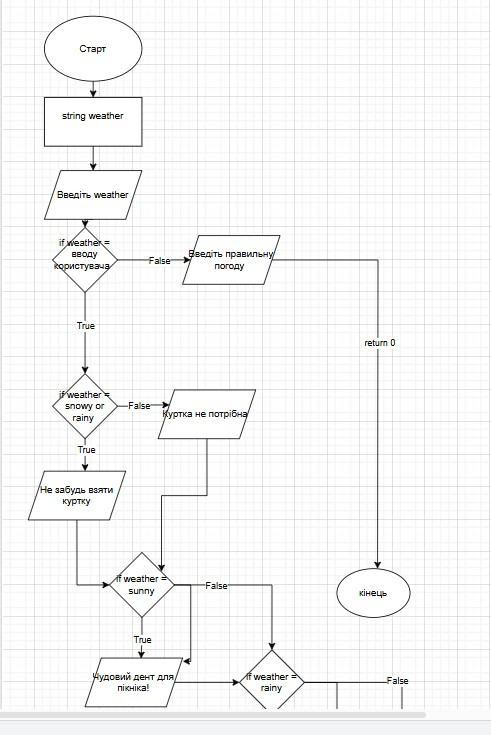 Старт
string weather
Введіть weather
if weather =
вводу
користувача
False
Введіть правильну
погоду
True
return 0
if weather =
snowy or
rainy
False
Куртка не потрібна
True
Не забудь взяти
куртку
if weather =
sunny
False
кінець
True
Чудовий дент для
пікніка!
if weather =
rainy
False